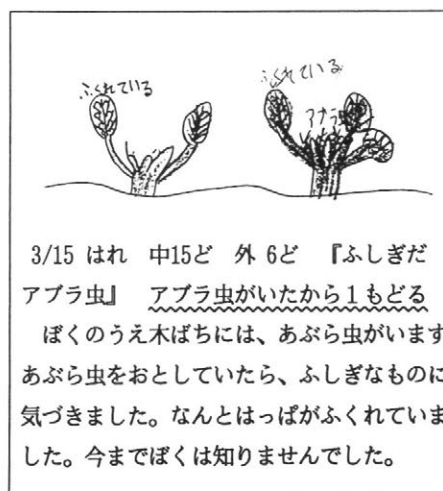 ふくれている
ふくれている
アブラ
3/15 はれ 中15ど 外 6ど 『ふしぎだ
アブラ虫』 アブラ虫がいたから1もどる
ぼくのうえ木ばちには、あぶら虫がいます
あぶら虫をおとしていたら、ふしぎなものに
気づきました。なんとはっぱがふくれていま
した。今までぼくは知りませんでした。